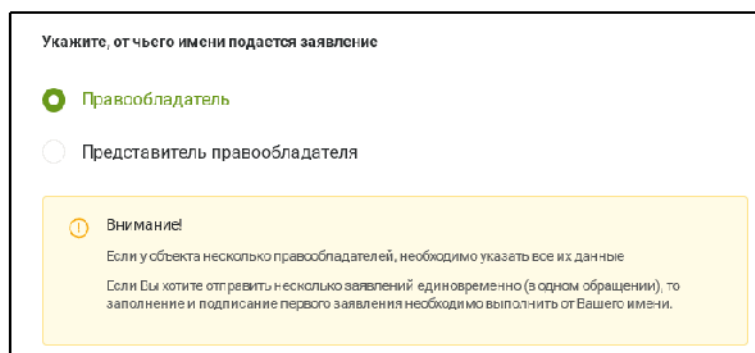 Укажите, от чьего имени подается заявление
Правообладатель
Представитель правообладателя
Внимание!
Если у объекта несколько правообладателей, необходимо указать все их данные
Если Вы хотите отправить несколько заявлений единовременно (в одном обращении), то
заполнение и подписание первого заявления необходимо выполнить от Вашего имени.